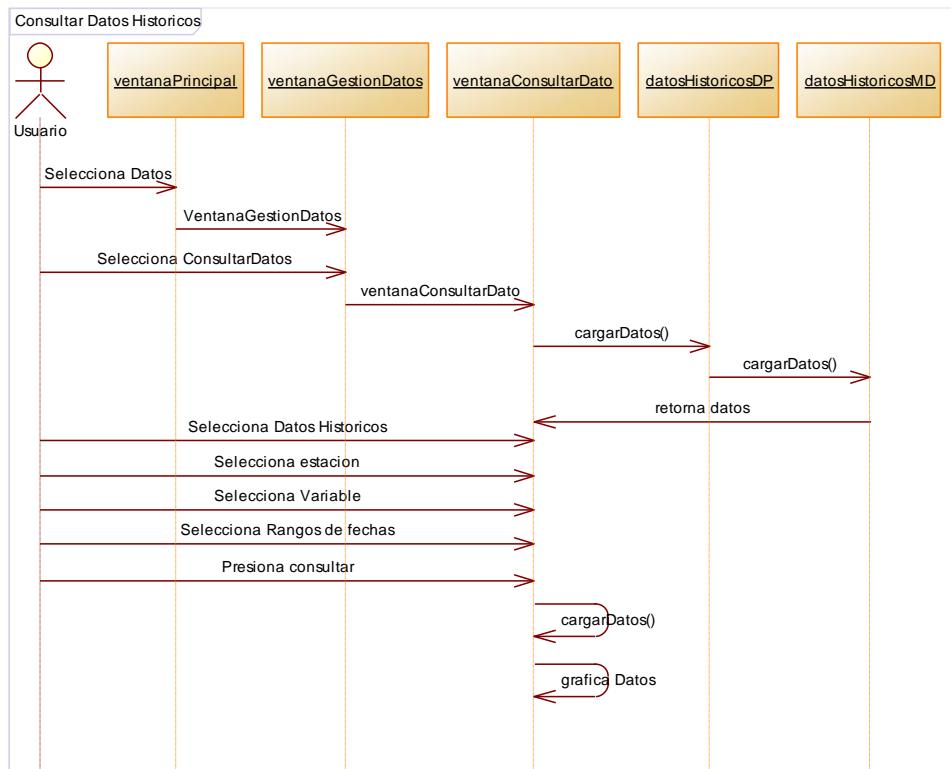 Consultar Datos Historicos
Usuario
ventanaPrincipal
ventanaGestionDatos
ventanaConsultarDato
datosHistoricosDP
datosHistoricosMD
Selecciona Datos
VentanaGestionDatos
Selecciona ConsultarDatos
ventanaConsultarDato
cargarDatos()
cargarDatos()
retorna datos
Selecciona Datos Historicos
Selecciona estacion
Selecciona Variable
Selecciona Rangos de fechas
Presiona consultar
cargarDatos()
grafica Datos